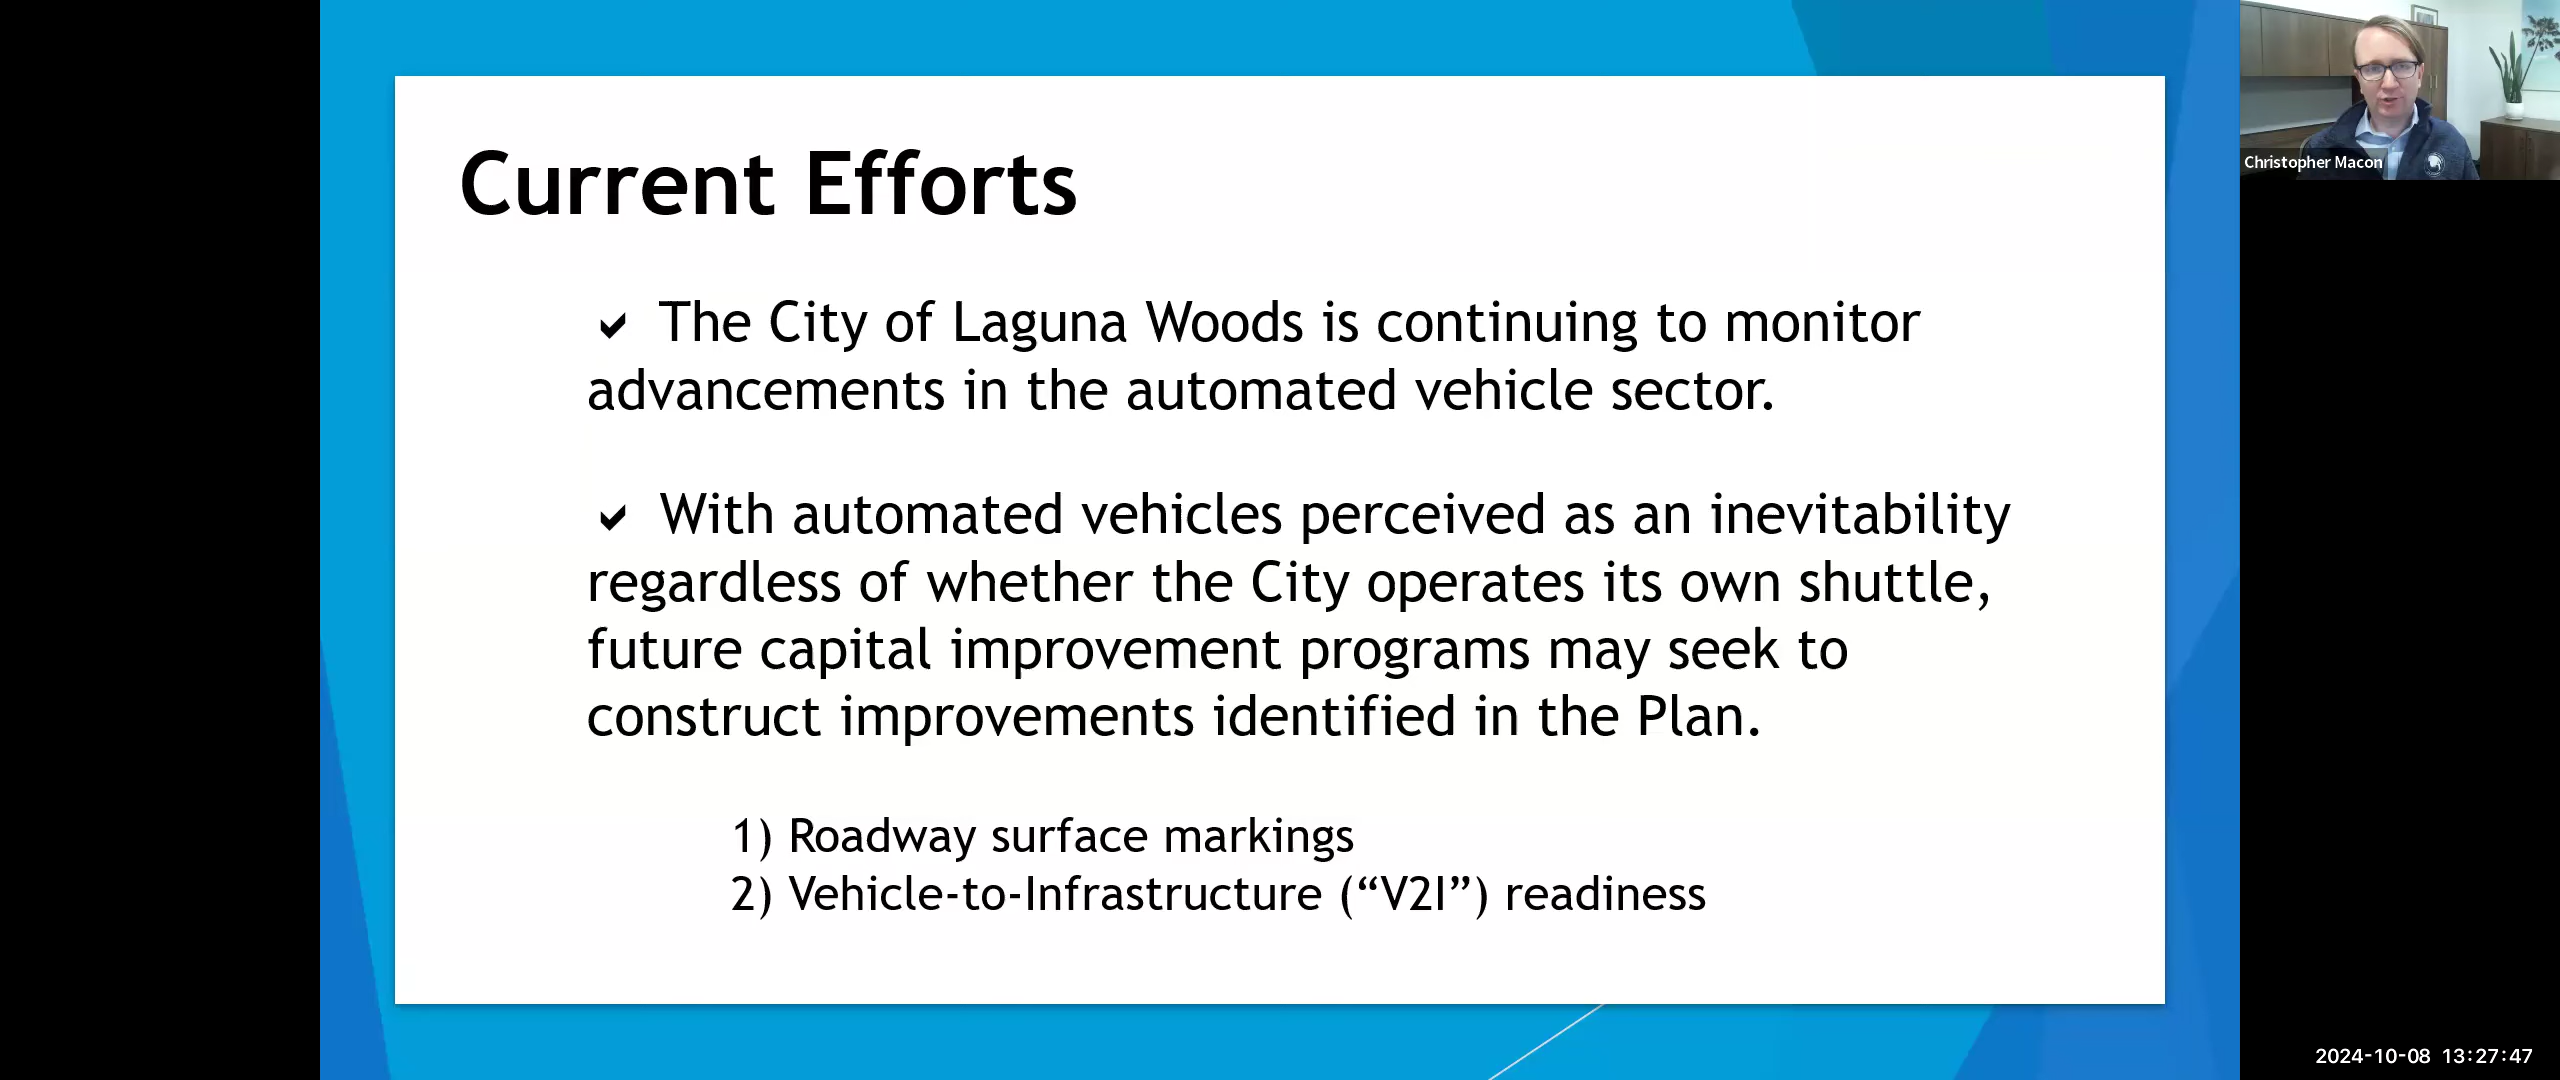 Current Efforts
✓ The City of Laguna Woods is continuing to monitor
advancements in the automated vehicle sector.
✓ With automated vehicles perceived as an inevitability
regardless of whether the City operates its own shuttle,
future capital improvement programs may seek to
construct improvements identified in the Plan.
1) Roadway surface markings
2) Vehicle-to-Infrastructure (“V2I”) readiness
Christopher Macon
2024-10-08 13:27:47